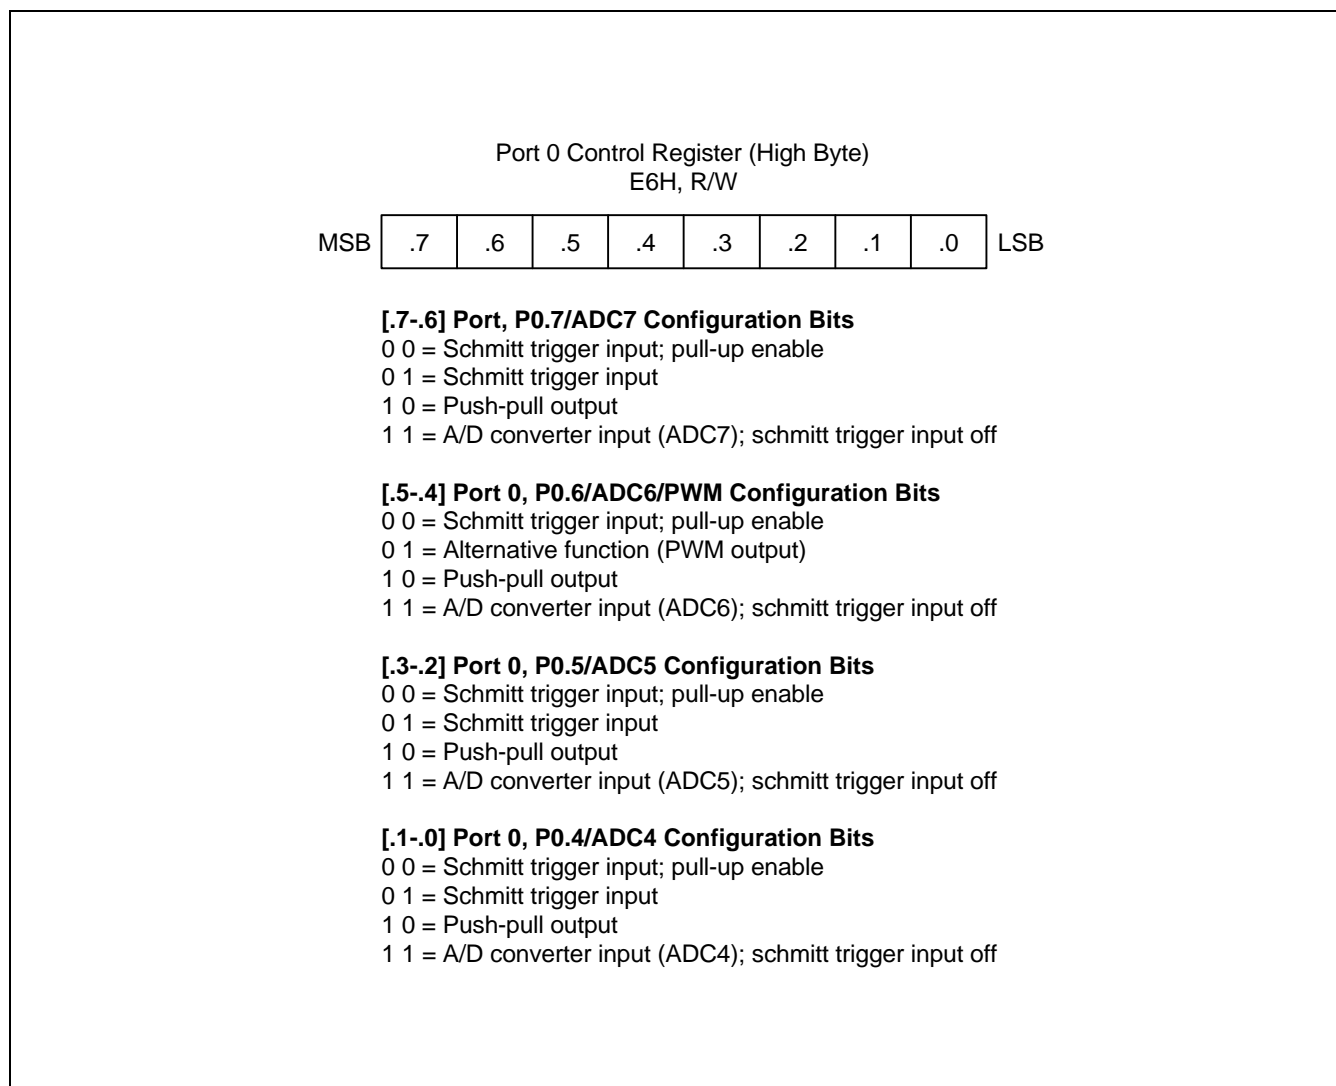 Port 0 Control Register (High Byte)
E6H, R/W
MSB .7 .6 .5 .4 .3 .2 .1 .0 LSB
[.7-.6] Port, P0.7/ADC7 Configuration Bits
0 0 = Schmitt trigger input; pull-up enable
0 1 = Schmitt trigger input
1 0 = Push-pull output
1 1 = A/D converter input (ADC7); schmitt trigger input off
[.5-.4] Port 0, P0.6/ADC6/PWM Configuration Bits
0 0 = Schmitt trigger input; pull-up enable
0 1 = Alternative function (PWM output)
1 0 = Push-pull output
1 1 = A/D converter input (ADC6); schmitt trigger input off
[.3-.2] Port 0, P0.5/ADC5 Configuration Bits
0 0 = Schmitt trigger input; pull-up enable
0 1 = Schmitt trigger input
1 0 = Push-pull output
1 1 = A/D converter input (ADC5); schmitt trigger input off
[.1-.0] Port 0, P0.4/ADC4 Configuration Bits
0 0 = Schmitt trigger input; pull-up enable
0 1 = Schmitt trigger input
1 0 = Push-pull output
1 1 = A/D converter input (ADC4); schmitt trigger input off